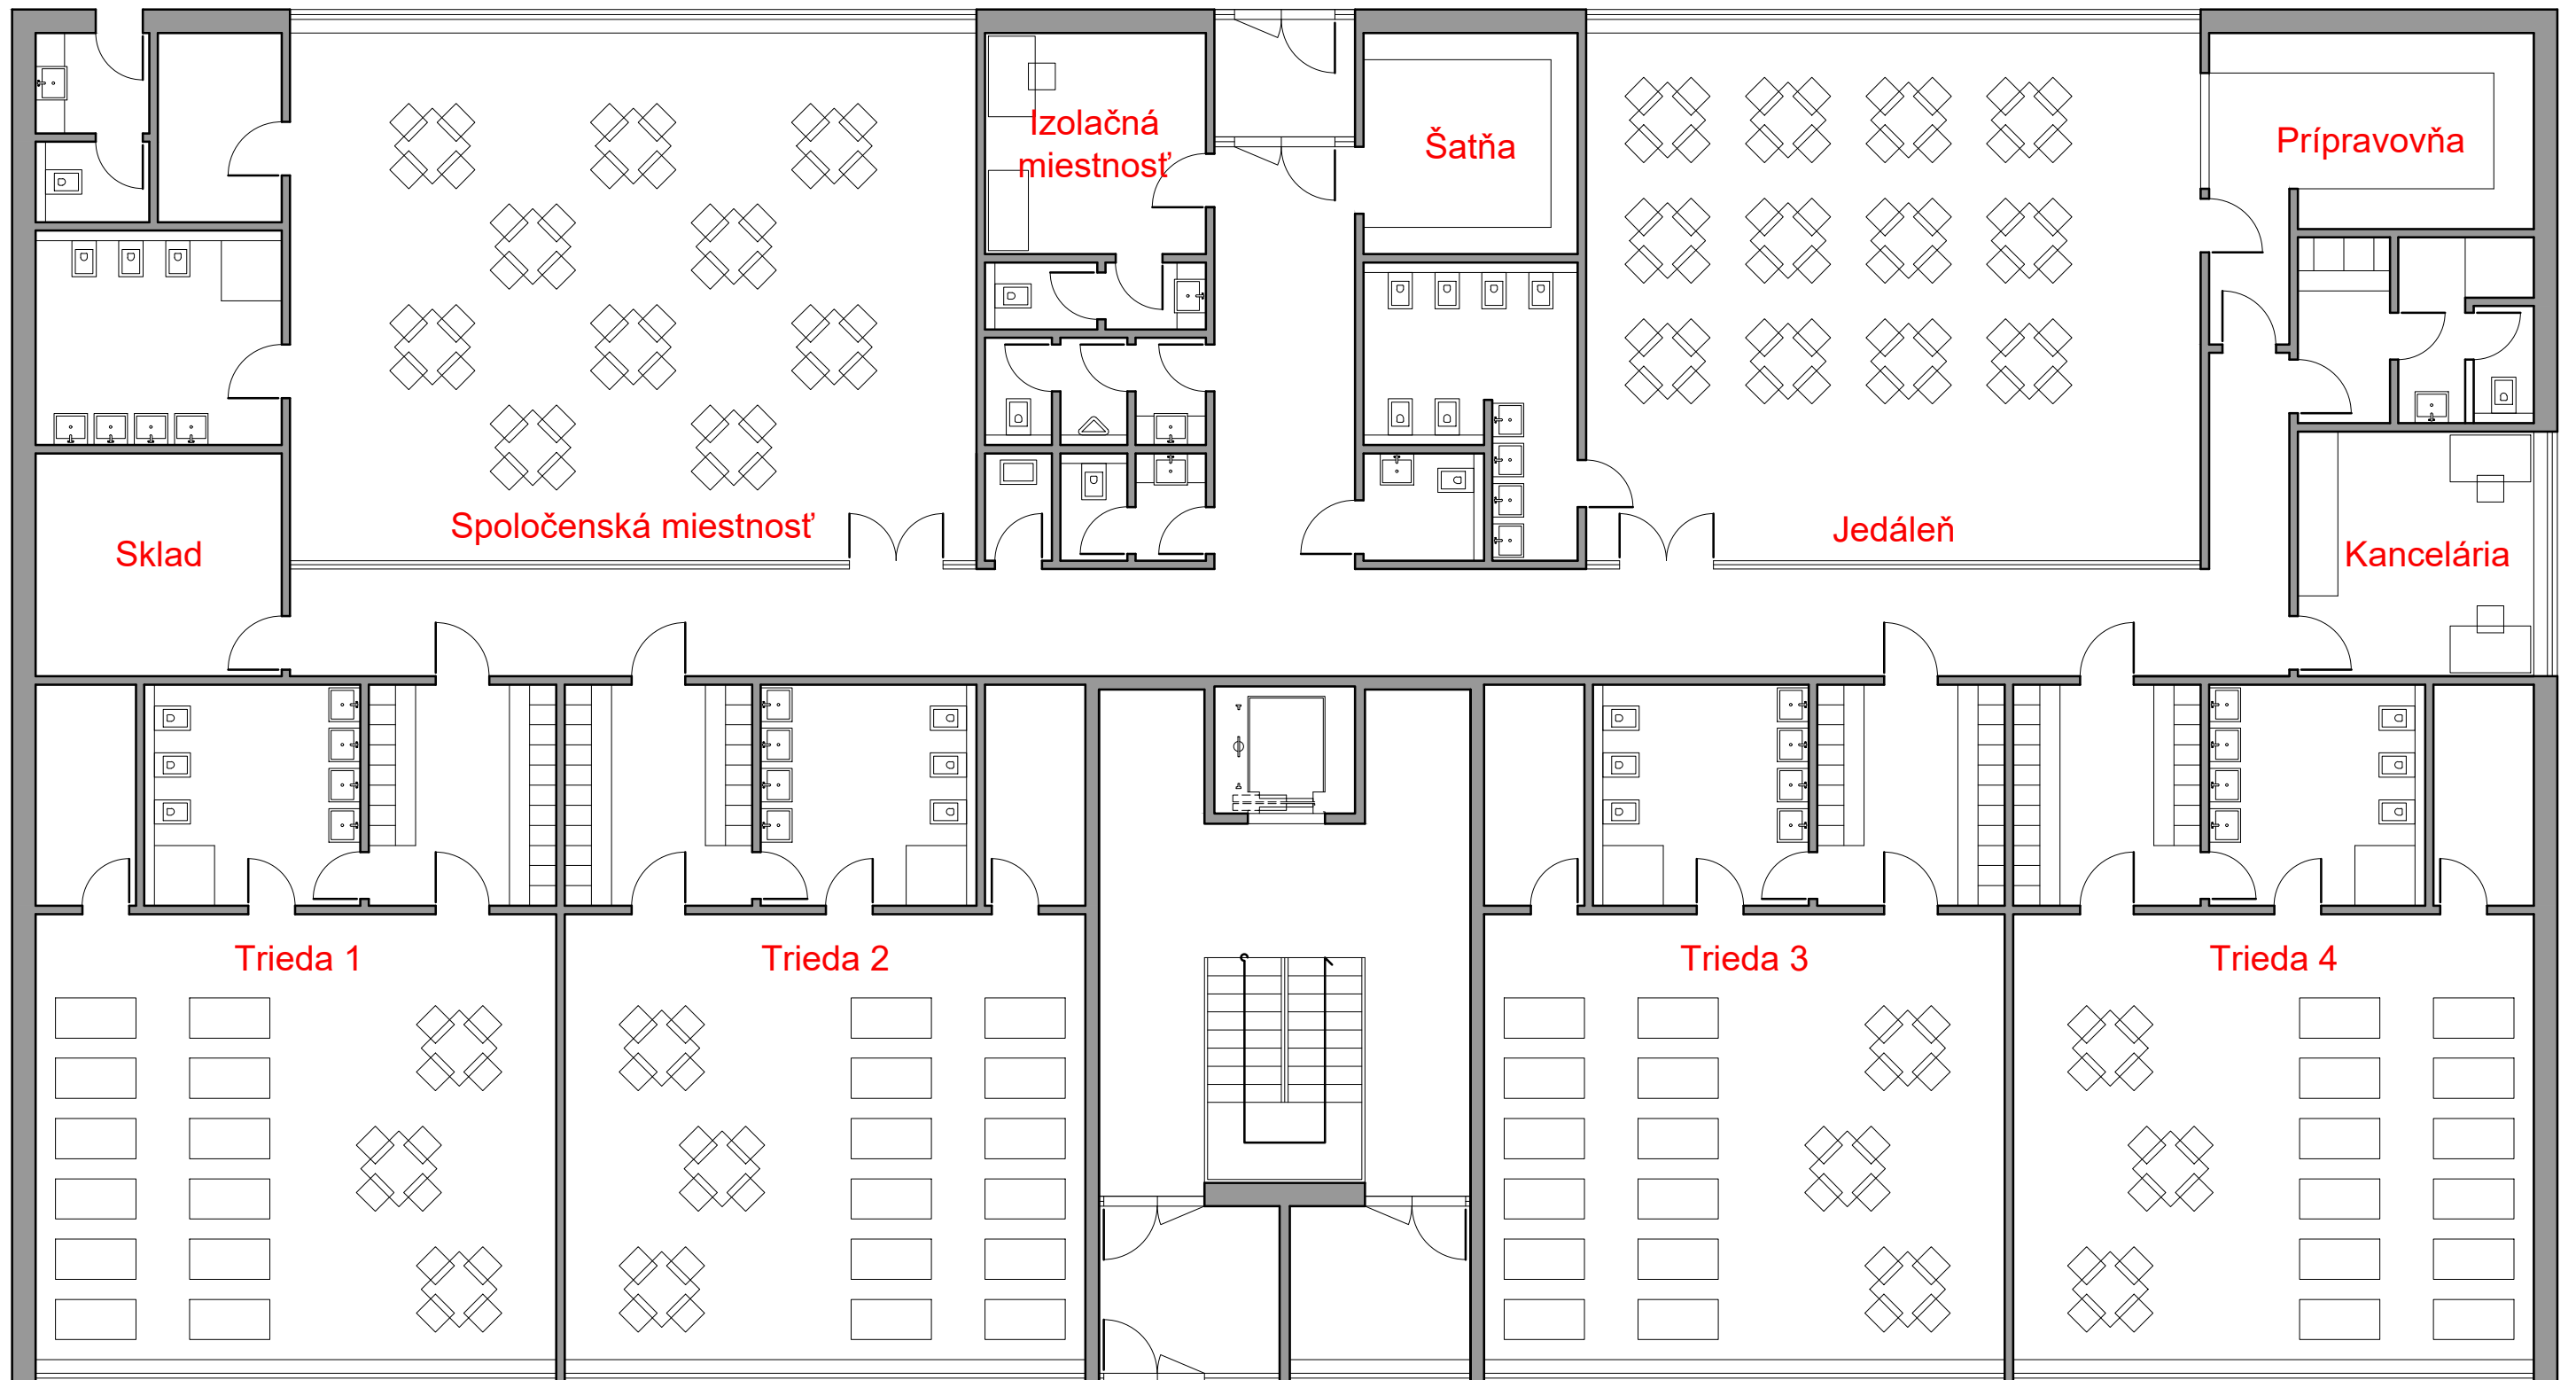 Izolačná
miestnosť
Šatňa
Prípravovňa
Spoločenská miestnosť
Jedáleň
Sklad
Kancelária
Trieda 1
Trieda 2
Trieda 3
Trieda 4